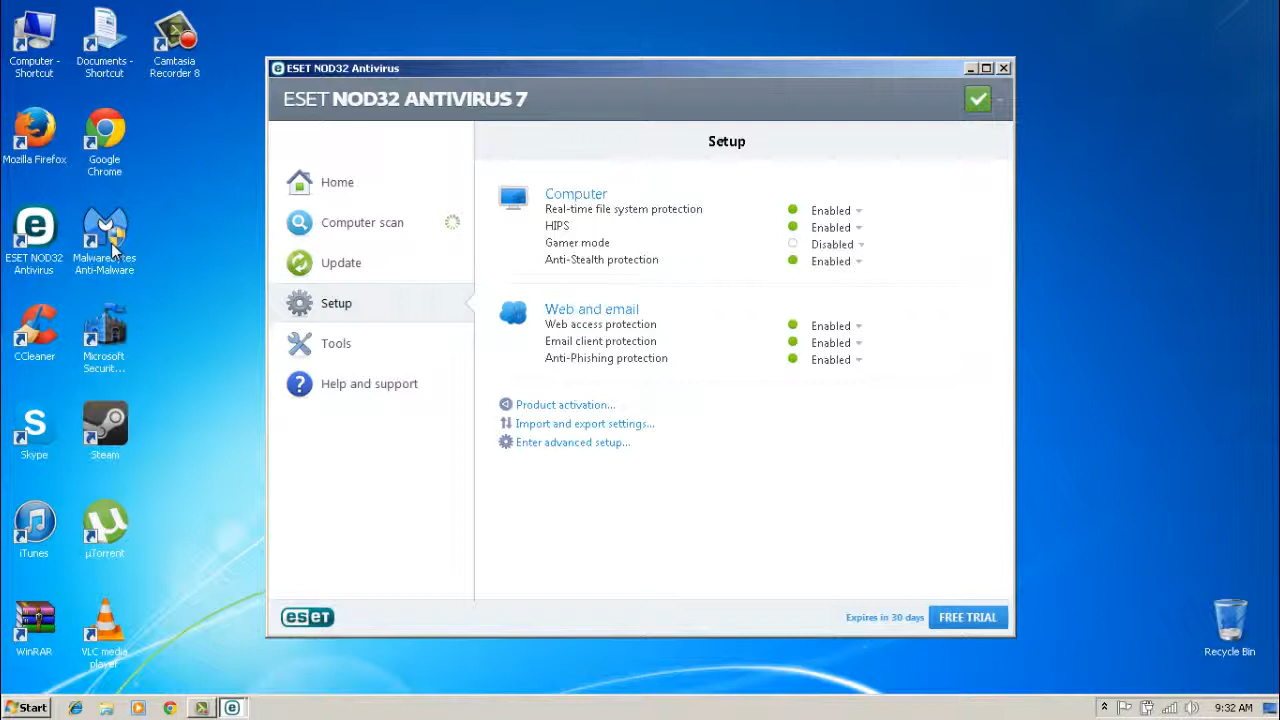 Computer -
Shortcut
Documents -
Shortcut
Camtasia
Recorder 8
Mozilla Firefox
Google
Chrome
ESET NOD32
Antivirus
Malwarebytes
Anti-Malware
CCleaner
Microsoft
Securit...
Skype
Steam
iTunes
µTorrent
WinRAR
VLC media
player
ESET NOD32 Antivirus
ESET NOD32 ANTIVIRUS 7
Home
Computer scan
Update
Setup
Tools
Help and support
Setup
Computer
Real-time file system protection Enabled
HIPS Enabled
Gamer mode Disabled
Anti-Stealth protection Enabled
Web and email
Web access protection Enabled
Email client protection Enabled
Anti-Phishing protection Enabled
Product activation...
Import and export settings...
Enter advanced setup...
eset
Expires in 30 days FREE TRIAL
Recycle Bin
Start
9:32 AM